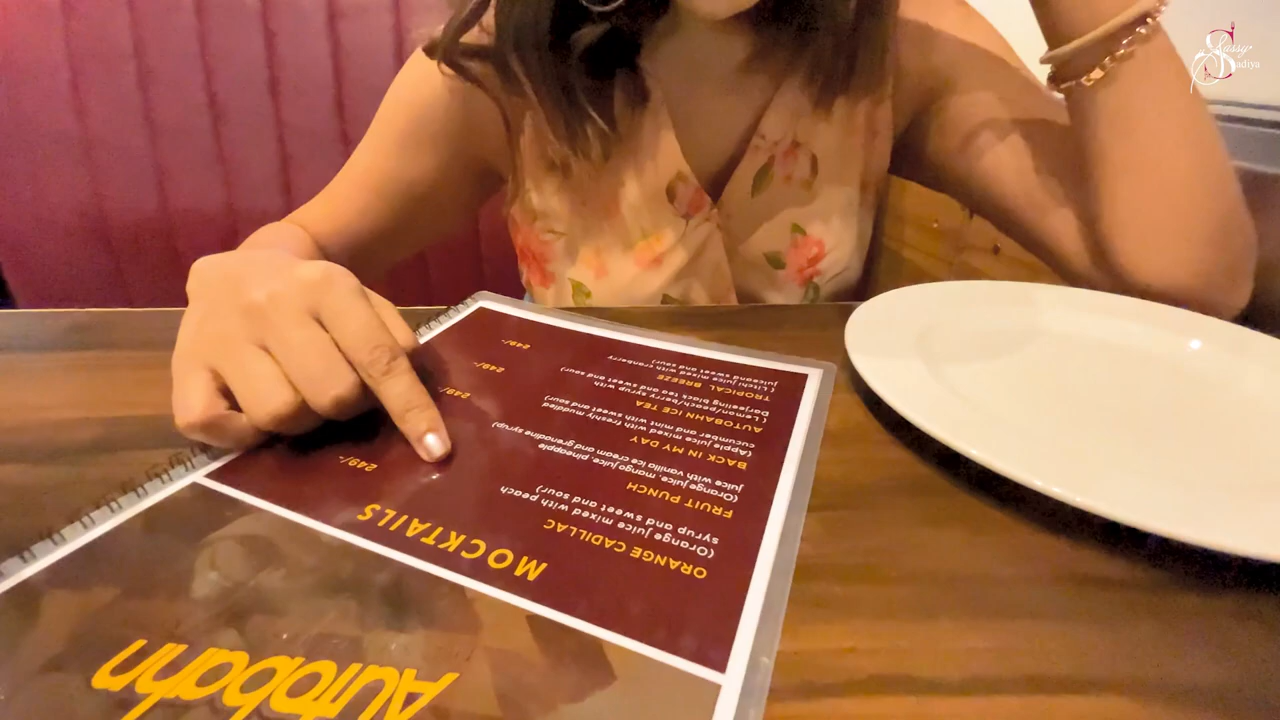 Autobahn
MOCKTAILS
ORANGE CADILLAC
(Orange juice mixed with peach
syrup and sweet and sour)
249/-
FRUIT PUNCH
(Orange juice, mango juice, pineapple
juice with vanilla ice cream and grenadine syrup)
BACK IN MY DAY
(Apple juice mixed with freshly muddled
cucumber and mint with sweet and sour)
249/-
AUTOBAHN ICE TEA
(Lemon/peach/berry syrup with
Darjeeling black tea and sweet and sour)
249/-
TROPICAL BREEZE
(Litchi juice mixed with cranberry
juiceand sweet and sour)
249/-
Sassy
Sadiya